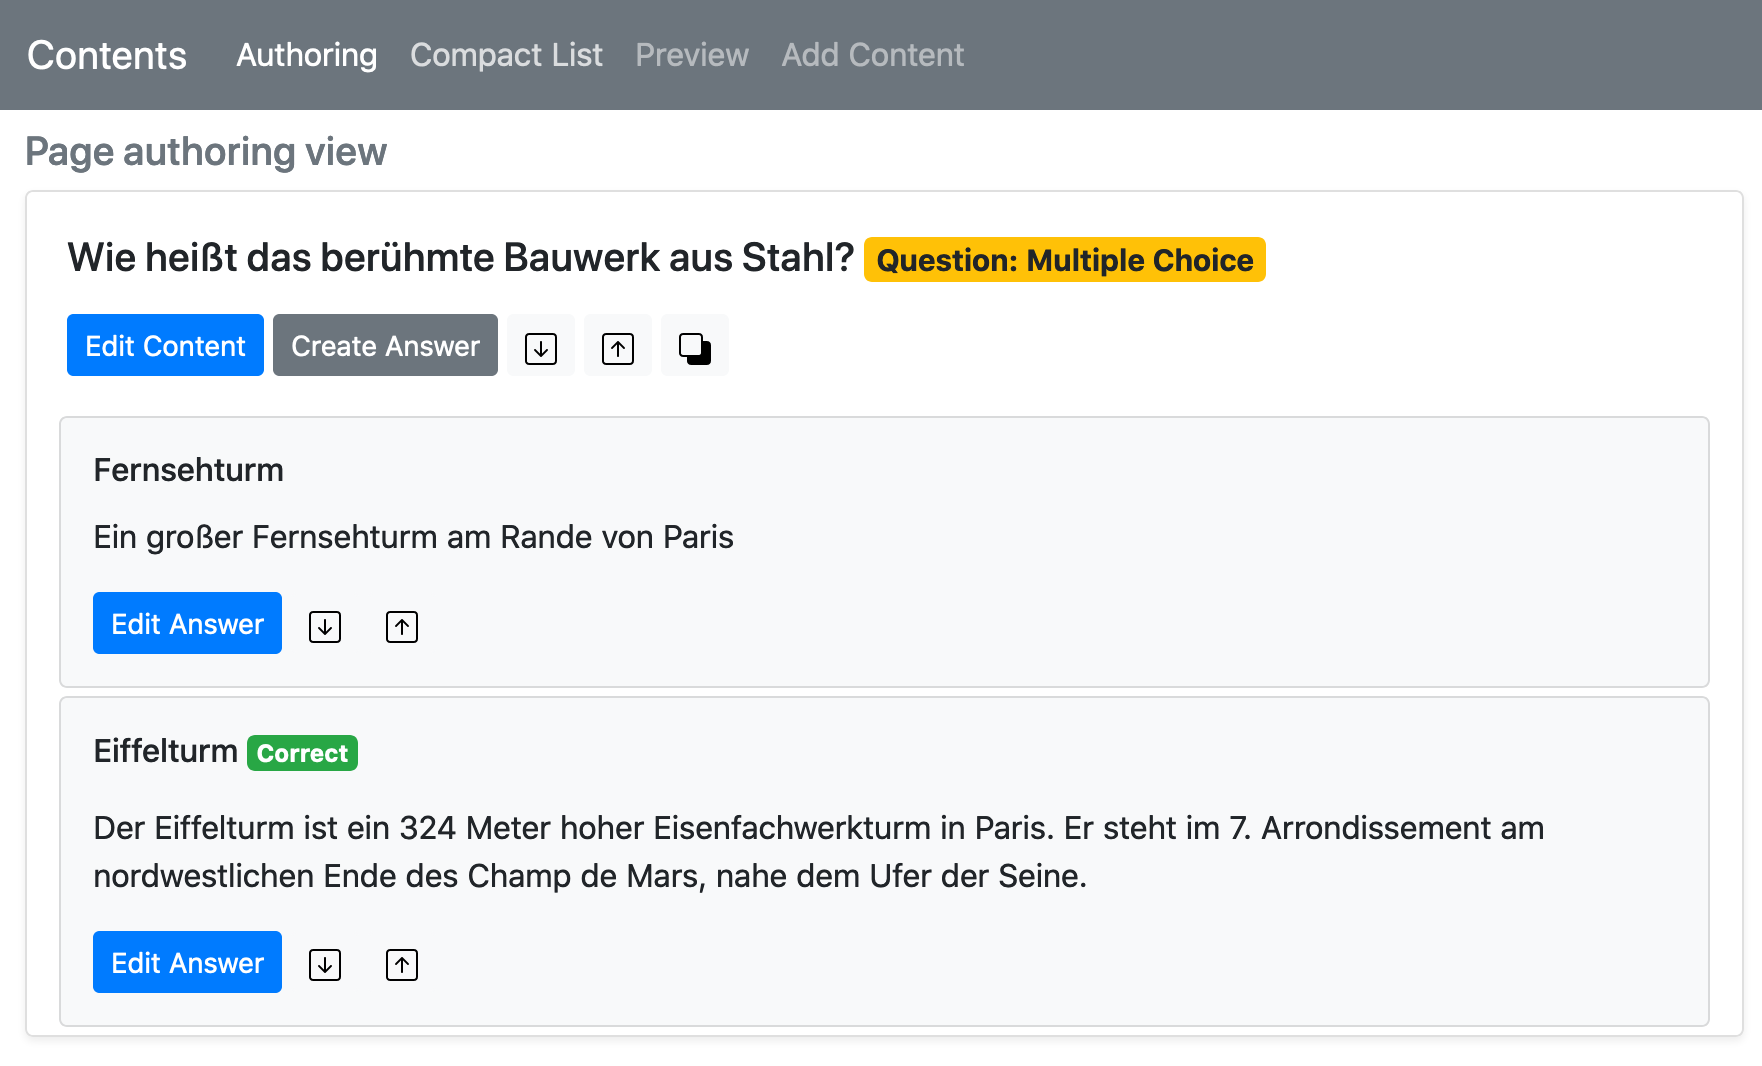 Contents Authoring Compact List Preview Add Content
Page authoring view
Wie heißt das berühmte Bauwerk aus Stahl? Question: Multiple Choice
Edit Content Create Answer
Fernsehturm
Ein großer Fernsehturm am Rande von Paris
Edit Answer
Eiffelturm Correct
Der Eiffelturm ist ein 324 Meter hoher Eisenfachwerkturm in Paris. Er steht im 7. Arrondissement am
nordwestlichen Ende des Champ de Mars, nahe dem Ufer der Seine.
Edit Answer